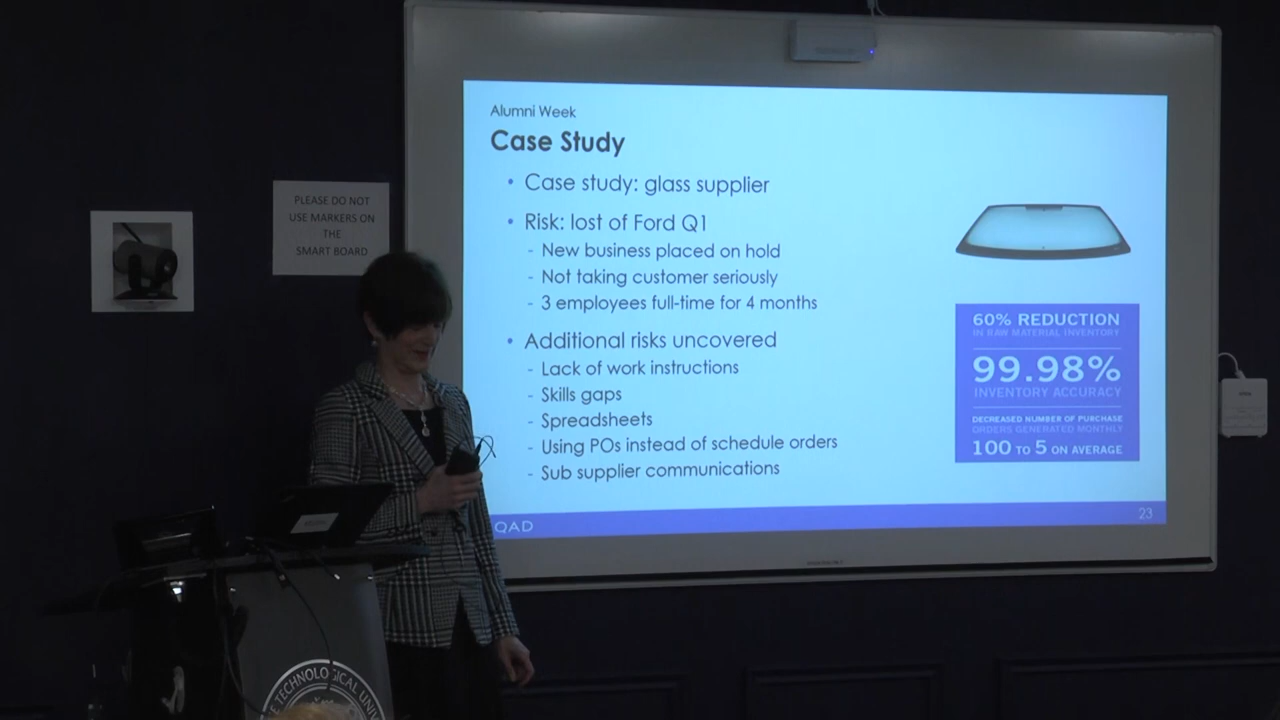 Alumni Week
Case Study
• Case study: glass supplier
• Risk: lost of Ford Q1
- New business placed on hold
- Not taking customer seriously
- 3 employees full-time for 4 months
• Additional risks uncovered
- Lack of work instructions
- Skills gaps
- Spreadsheets
- Using POs instead of schedule orders
- Sub supplier communications
60% REDUCTION
IN RAW MATERIAL INVENTORY
99.98%
INVENTORY ACCURACY
DECREASED NUMBER OF PURCHASE
ORDERS GENERATED MONTHLY
100 TO 5 ON AVERAGE
QAD
23
PLEASE DO NOT
USE MARKERS ON
THE
SMART BOARD
TECHNOLOGICAL